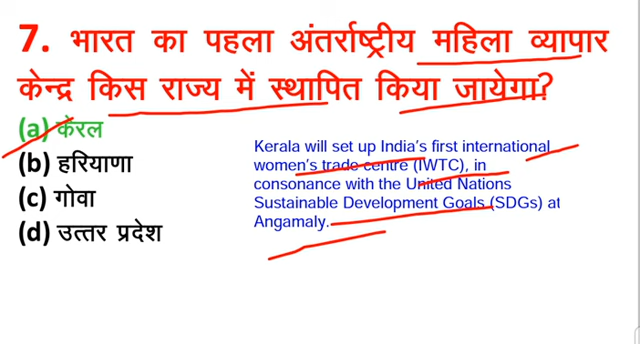 7. भारत का पहला अंतर्राष्ट्रीय महिला व्यापार
केन्द्र किस राज्य में स्थापित किया जायेगा?
(a) केरल
(b) हरियाणा
(c) गोवा
(d) उत्तर प्रदेश
Kerala will set up India's first international
women's trade centre (IWTC), in
consonance with the United Nations
Sustainable Development Goals (SDGs) at
Angamaly.